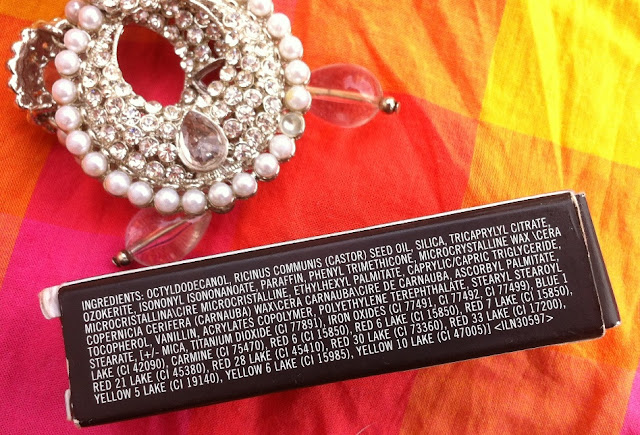 INGREDIENTS: OCTYLDODECANOL, RICINUS COMMUNIS (CASTOR) SEED OIL, SILICA, TRICAPRYLYL CITRATE,
OZOKERITE, ISONONYL ISONONANOATE, PARAFFIN, PHENYL TRIMETHICONE, MICROCRYSTALLINE WAX \CERA
MICROCRISTALLINA\CIRE MICROCRISTALLINE, ETHYLHEXYL PALMITATE, CAPRYLIC/CAPRIC TRIGLYCERIDE,
COPERNICIA CERIFERA (CARNAUBA) WAX\CERA CARNAUBA\CIRE DE CARNAUBA, ASCORBYL PALMITATE,
TOCOPHEROL, VANILLIN, ACRYLATES COPOLYMER, POLYETHYLENE TEREPHTHALATE, STEARYL STEAROYL
STEARATE, [+/- MICA, TITANIUM DIOXIDE (CI 77891), IRON OXIDES (CI 77491, CI 77492, CI 77499), BLUE 1
LAKE (CI 42090), CARMINE (CI 75470), RED 6 (CI 15850), RED 6 LAKE (CI 15850), RED 7 LAKE (CI 15850),
RED 21 LAKE (CI 45380), RED 28 LAKE (CI 45410), RED 30 LAKE (CI 73360), RED 33 LAKE (CI 17200),
YELLOW 5 LAKE (CI 19140), YELLOW 6 LAKE (CI 15985), YELLOW 10 LAKE (CI 47005)] <ILN30597>